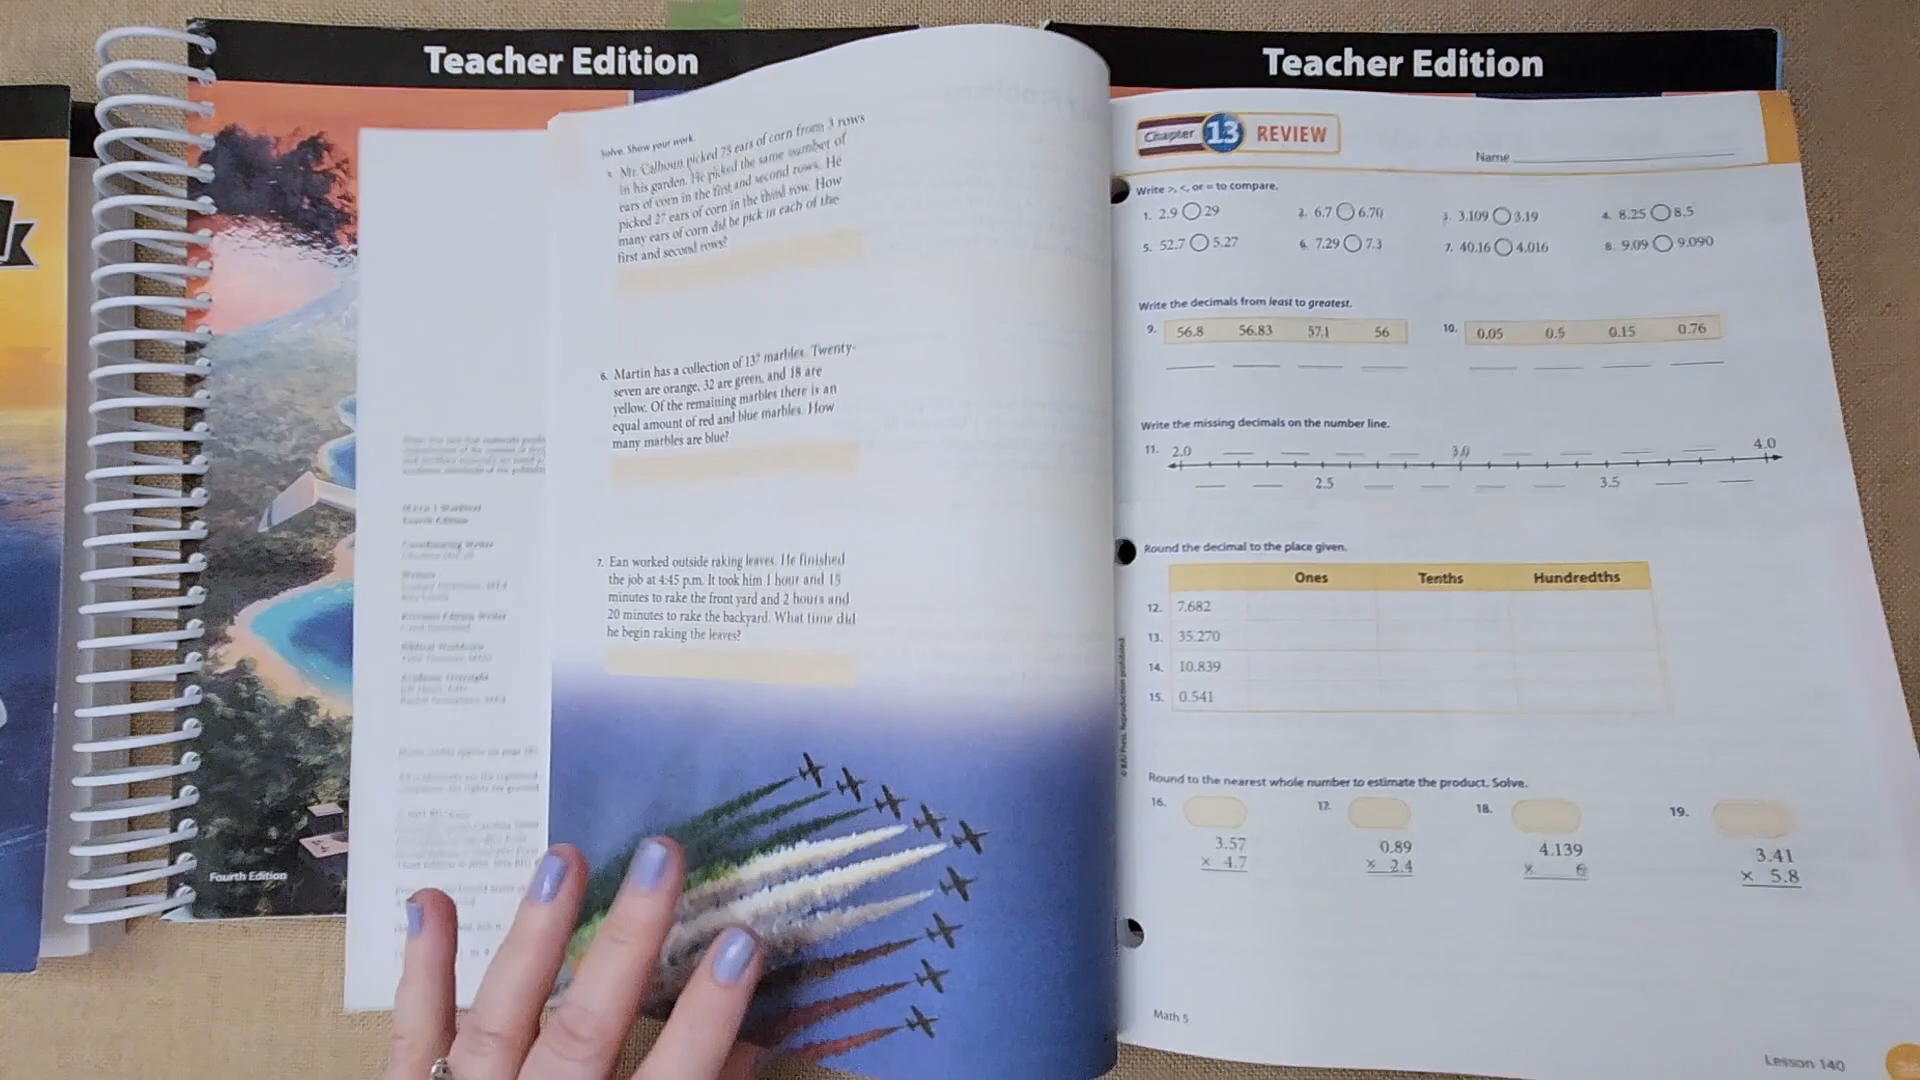 Teacher Edition
Teacher Edition
Fourth Edition
Solve. Show your work.
Mr. Calhoun picked 75 ears of corn from 3 rows
in his garden. He picked the same number of
ears of corn in the first and second rows. He
picked 27 ears of corn in the third row. How
many ears of corn did he pick in each of the
first and second rows?
6. Martin has a collection of marbles. Twenty-
seven are orange, 32 are green, and 18 are
yellow. Of the remaining marbles there is an
equal amount of red and blue marbles. How
many marbles are blue?
7. Ean worked outside raking leaves. He finished
the job at 4:45 p.m. It took him 1 hour and 15
minutes to rake the front yard and 2 hours and
20 minutes to rake the backyard. What time did
he begin raking the leaves?
Chapter 13 REVIEW
Name
Write >, <, or = to compare.
1. 2.9 29 2. 6.7 6.70 3. 3.109 3.19 4. 8.25 8.5
5. 52.7 5.27 6. 7.29 7.3 7. 40.16 4.016 8. 9.09 9.090
Write the decimals from least to greatest.
9. 56.8 56.83 57.1 56 10. 0.05 0.5 0.15 0.76
Write the missing decimals on the number line.
11. 2.0 3.0 4.0
2.5 3.5
Round the decimal to the place given.
Ones Tenths Hundredths
12. 7.682
13. 35.270
14. 10.839
15. 0.541
Round to the nearest whole number to estimate the product. Solve.
16. 17. 18. 19.
3.57 0.89 4.139 3.41
× 4.7 × 2.4 × 6 × 5.8
© BJU Press. Reproduction prohibited.
Math 5
Lesson 140